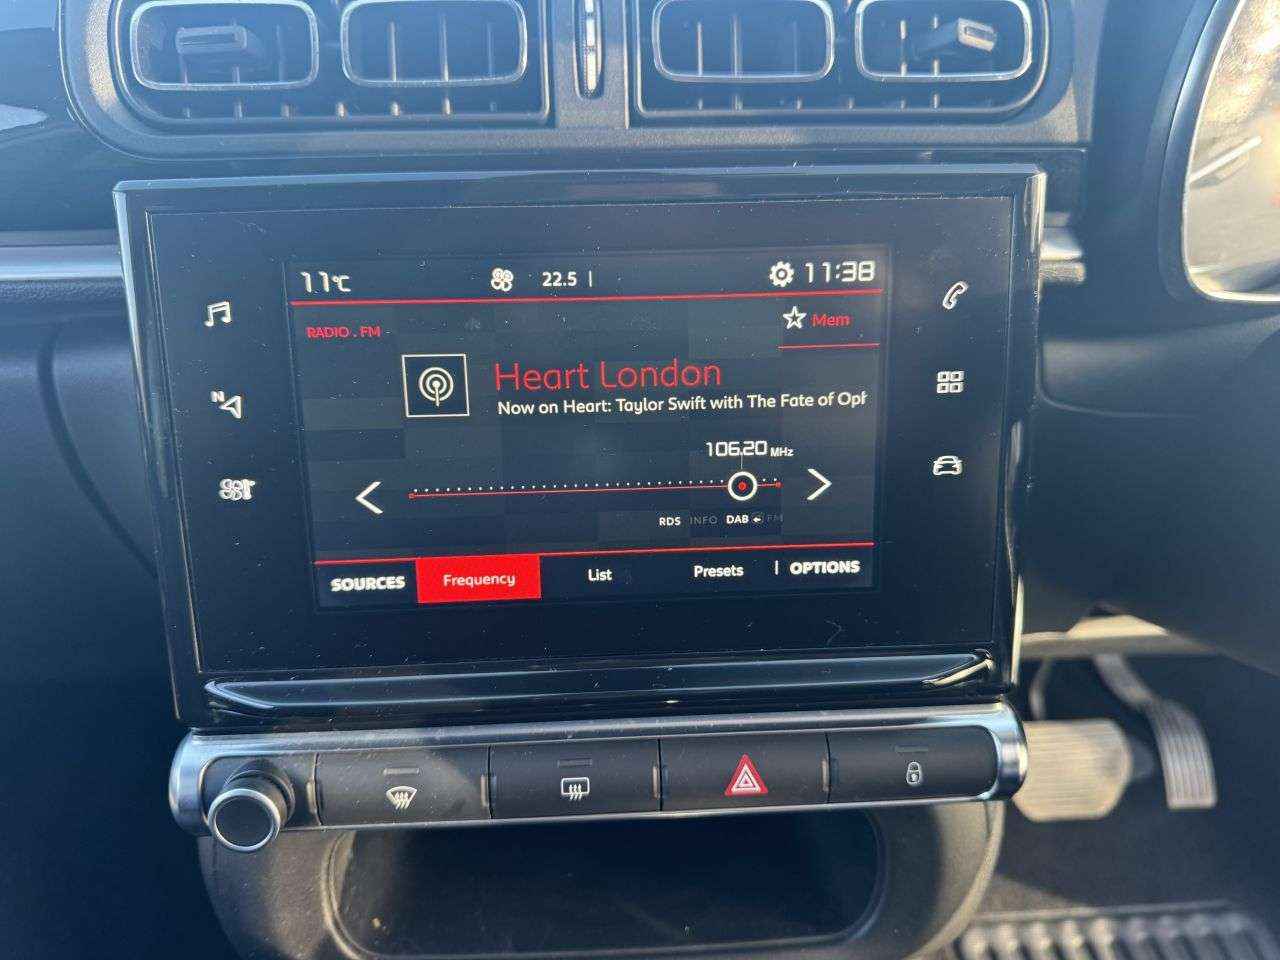 11°C 22.5 11:38
RADIO . FM Mem
Heart London
Now on Heart: Taylor Swift with The Fate of Oph
106.20 MHz
N
RDS INFO DAB FM
SOURCES Frequency List Presets OPTIONS